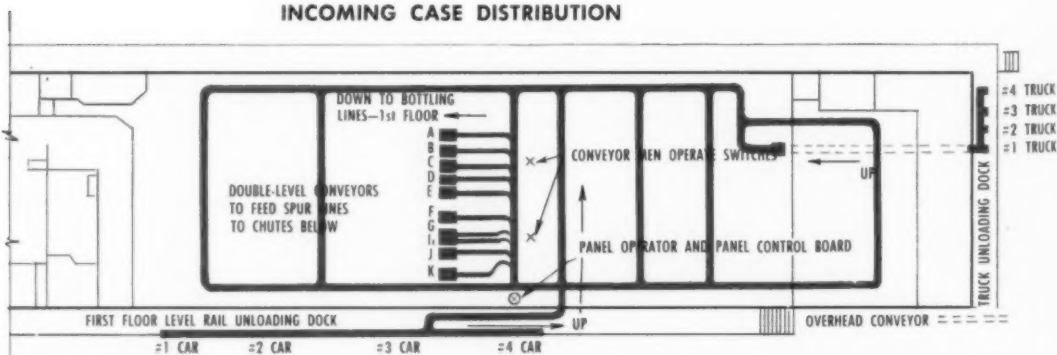 INCOMING CASE DISTRIBUTION
DOWN TO BOTTLING
LINES—1st FLOOR
A
B
C
D
E
F
G
J
K
CONVEYOR MEN OPERATE SWITCHES
DOUBLE-LEVEL CONVEYORS
TO FEED SPUR LINES
TO CHUTES BELOW
PANEL OPERATOR AND PANEL CONTROL BOARD
UP
#4 TRUCK
#3 TRUCK
#2 TRUCK
#1 TRUCK
TRUCK UNLOADING DOCK
FIRST FLOOR LEVEL RAIL UNLOADING DOCK
UP
OVERHEAD CONVEYOR
#1 CAR
#2 CAR
#3 CAR
#4 CAR